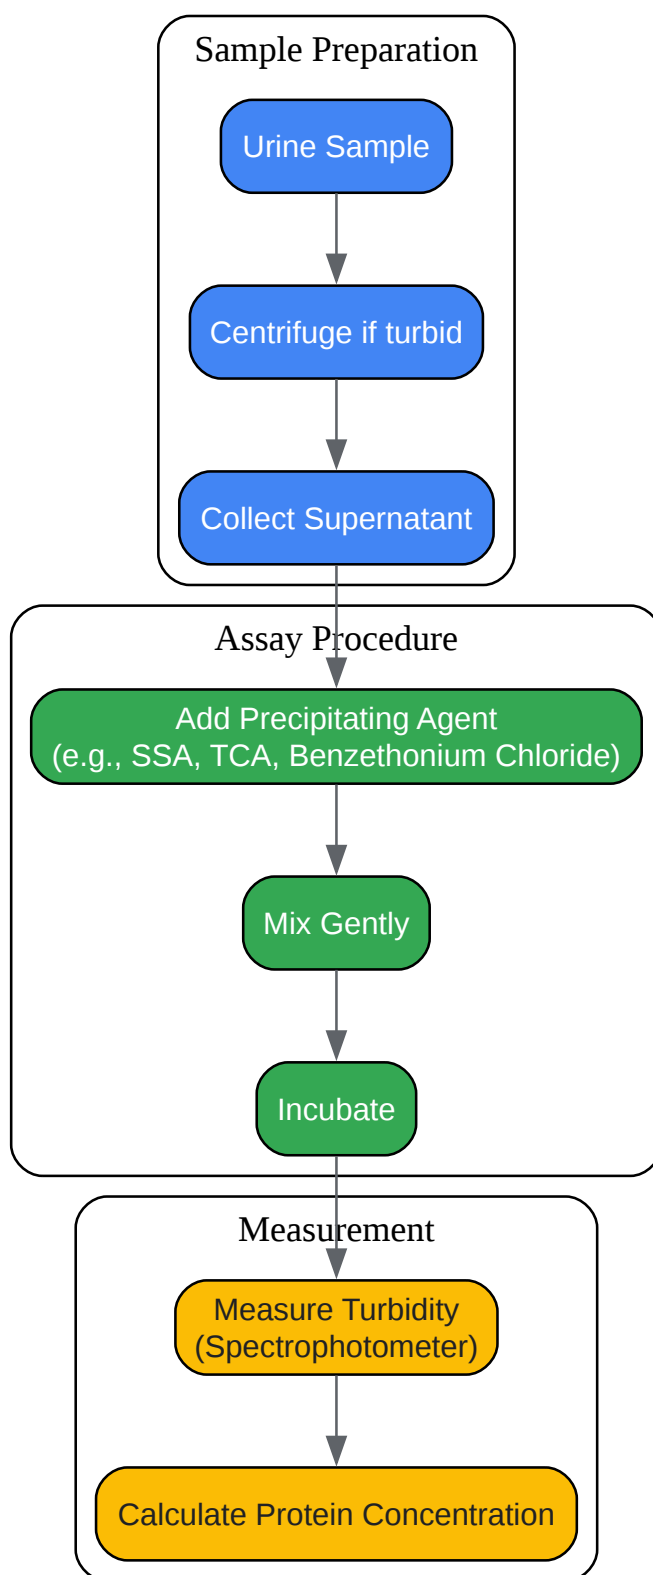 Sample Preparation
Urine Sample
Centrifuge if turbid
Collect Supernatant
Assay Procedure
Add Precipitating Agent
(e.g., SSA, TCA, Benzethonium Chloride)
Mix Gently
Incubate
Measurement
Measure Turbidity
(Spectrophotometer)
Calculate Protein Concentration